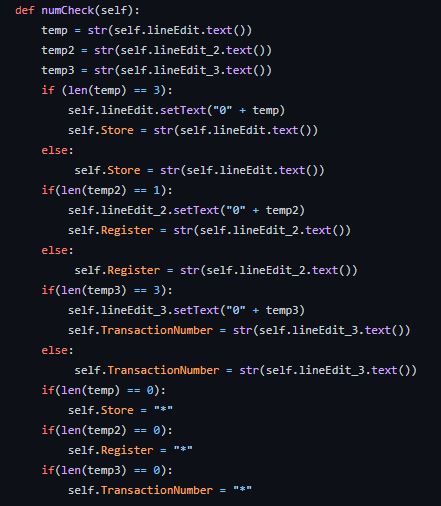 def numCheck(self):
    temp = str(self.lineEdit.text())
    temp2 = str(self.lineEdit_2.text())
    temp3 = str(self.lineEdit_3.text())
    if (len(temp) == 3):
        self.lineEdit.setText("0" + temp)
        self.Store = str(self.lineEdit.text())
    else:
         self.Store = str(self.lineEdit.text())
    if(len(temp2) == 1):
        self.lineEdit_2.setText("0" + temp2)
        self.Register = str(self.lineEdit_2.text())
    else:
         self.Register = str(self.lineEdit_2.text())
    if(len(temp3) == 3):
        self.lineEdit_3.setText("0" + temp3)
        self.TransactionNumber = str(self.lineEdit_3.text())
    else:
         self.TransactionNumber = str(self.lineEdit_3.text())
    if(len(temp) == 0):
        self.Store = "*"
    if(len(temp2) == 0):
        self.Register = "*"
    if(len(temp3) == 0):
        self.TransactionNumber = "*"